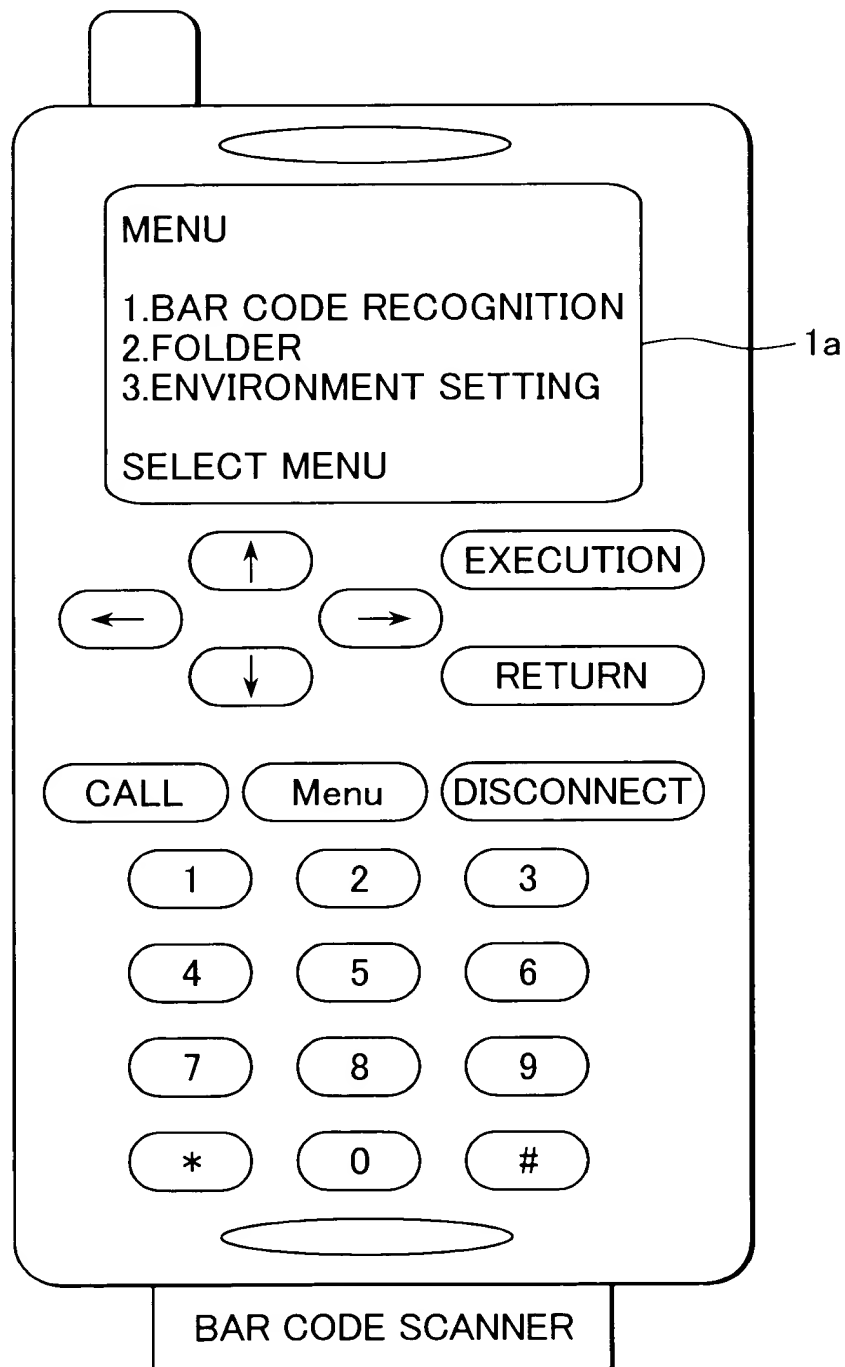 MENU
1.BAR CODE RECOGNITION
2.FOLDER
3.ENVIRONMENT SETTING
SELECT MENU
1a
↑ EXECUTION
← →
↓ RETURN
CALL Menu DISCONNECT
1 2 3
4 5 6
7 8 9
* 0 #
BAR CODE SCANNER